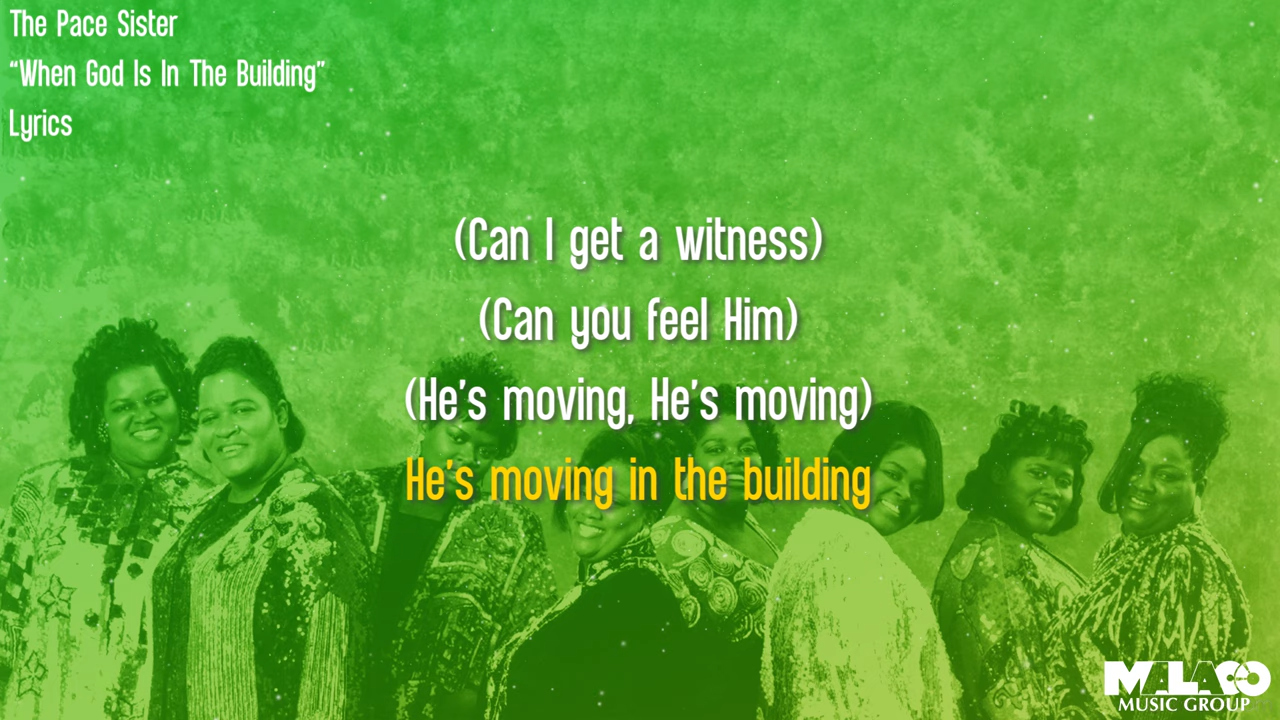 The Pace Sister
“When God Is In The Building”
Lyrics
(Can I get a witness)
(Can you feel Him)
(He's moving, He's moving)
He's moving in the building
MALACO
MUSIC GROUP